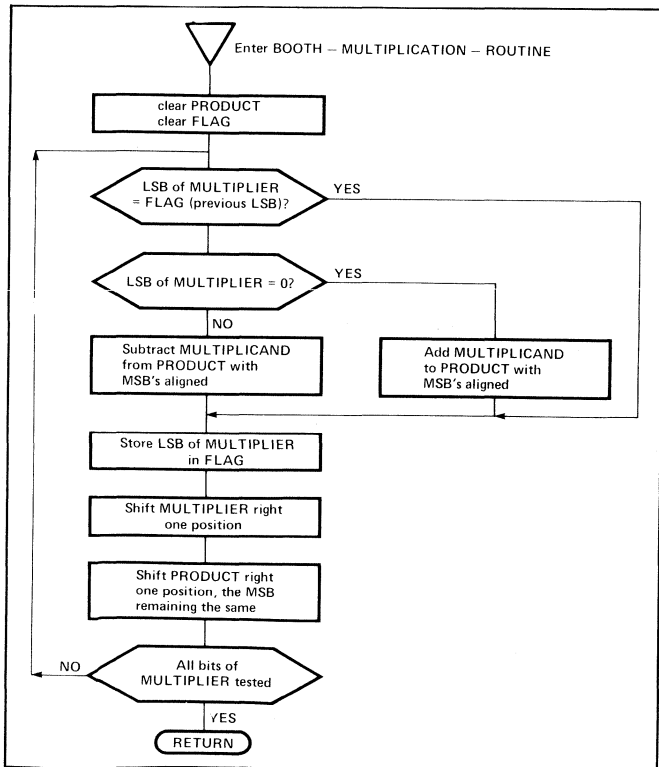 Enter BOOTH – MULTIPLICATION – ROUTINE
clear PRODUCT
clear FLAG
LSB of MULTIPLIER
= FLAG (previous LSB)?
YES
LSB of MULTIPLIER = 0?
YES
NO
Subtract MULTIPLICAND
from PRODUCT with
MSB's aligned
Add MULTIPLICAND
to PRODUCT with
MSB's aligned
Store LSB of MULTIPLIER
in FLAG
Shift MULTIPLIER right
one position
Shift PRODUCT right
one position, the MSB
remaining the same
NO
All bits of
MULTIPLIER tested
YES
RETURN